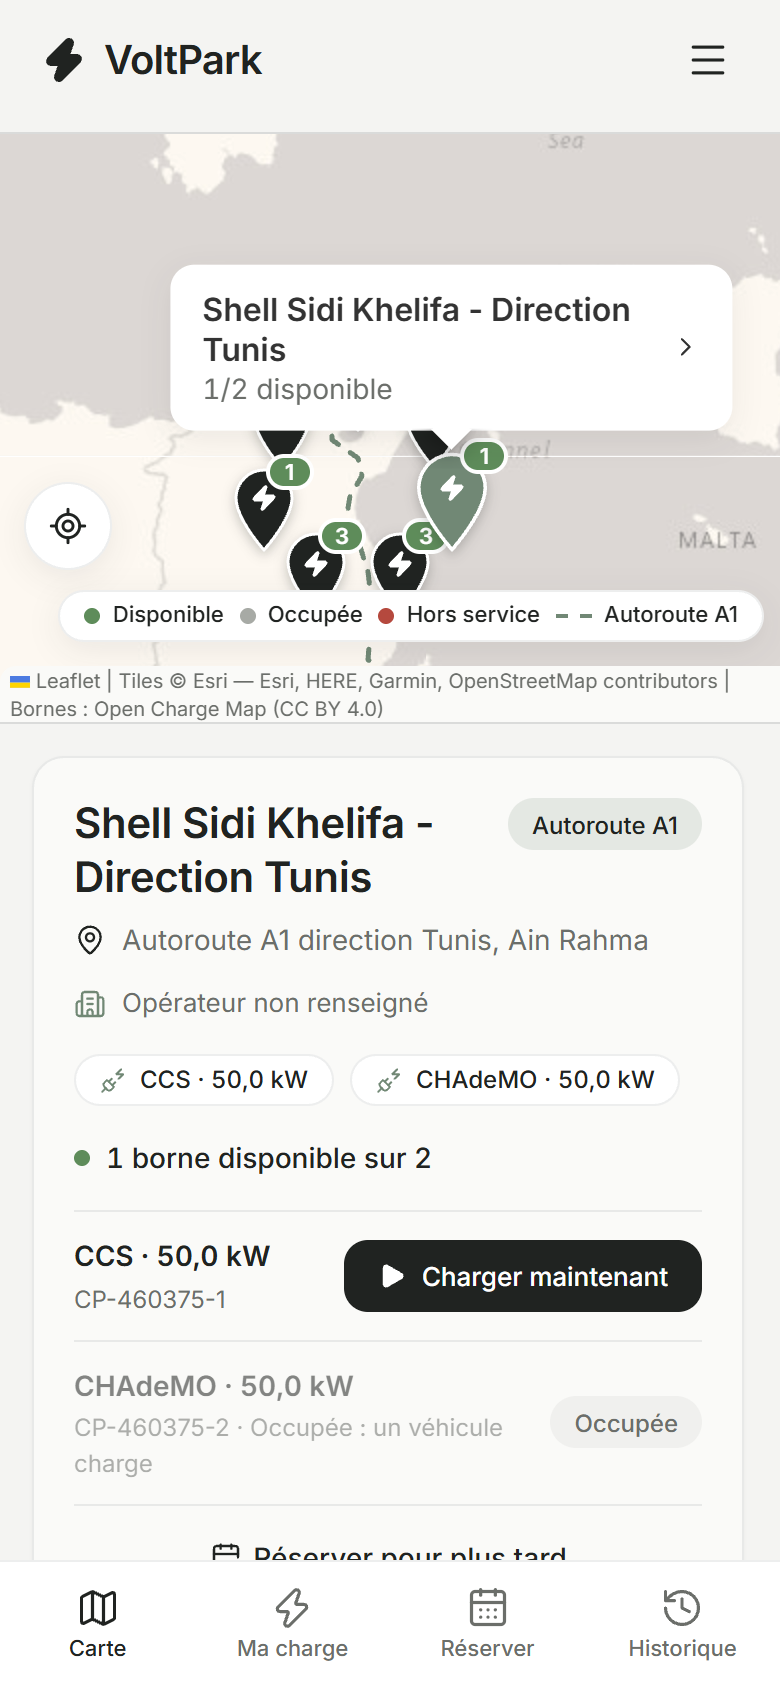 VoltPark
Sea
Shell Sidi Khelifa - Direction
Tunis
1/2 disponible
nnel
1
1
3
3
MALTA
Disponible
Occupée
Hors service
Autoroute A1
Leaflet | Tiles © Esri — Esri, HERE, Garmin, OpenStreetMap contributors |
Bornes : Open Charge Map (CC BY 4.0)
Shell Sidi Khelifa -
Direction Tunis
Autoroute A1
Autoroute A1 direction Tunis, Ain Rahma
Opérateur non renseigné
CCS · 50,0 kW
CHAdeMO · 50,0 kW
1 borne disponible sur 2
CCS · 50,0 kW
CP-460375-1
Charger maintenant
CHAdeMO · 50,0 kW
CP-460375-2 · Occupée : un véhicule
charge
Occupée
Réserver pour plus tard
Carte
Ma charge
Réserver
Historique